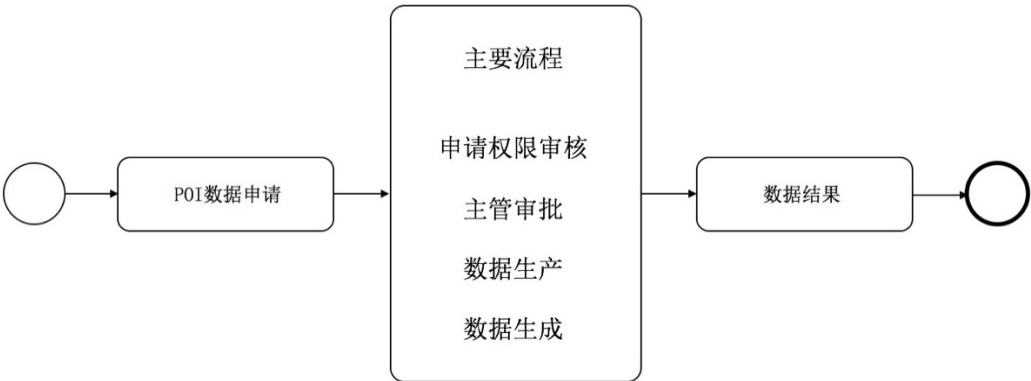 POI数据申请
主要流程
申请权限审核
主管审批
数据生产
数据生成
数据结果